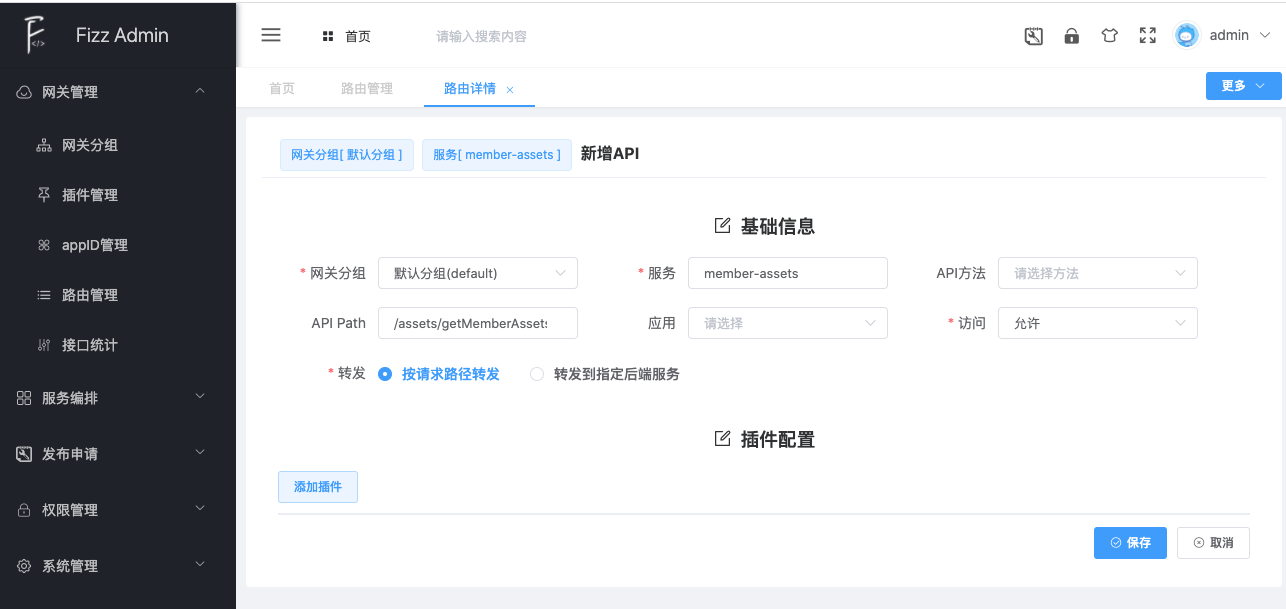 Fizz Admin
首页
请输入搜索内容
admin
首页
路由管理
路由详情 ×
更多
网关管理
网关分组
插件管理
appID管理
路由管理
接口统计
服务编排
发布申请
权限管理
系统管理
网关分组[ 默认分组 ] 服务[ member-assets ] 新增API
基础信息
* 网关分组 默认分组(default) * 服务 member-assets API方法 请选择方法
API Path /assets/getMemberAssets 应用 请选择 * 访问 允许
* 转发 按请求路径转发 转发到指定后端服务
插件配置
添加插件
保存 取消